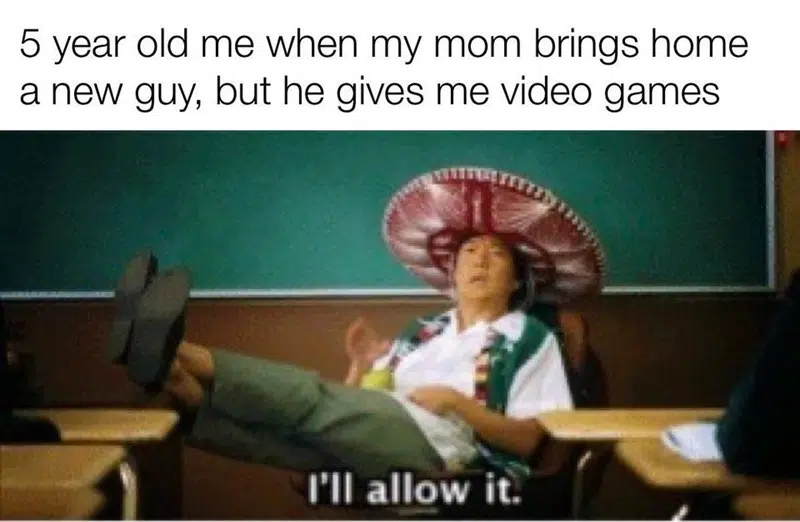 5 year old me when my mom brings home
a new guy, but he gives me video games
I'll allow it.